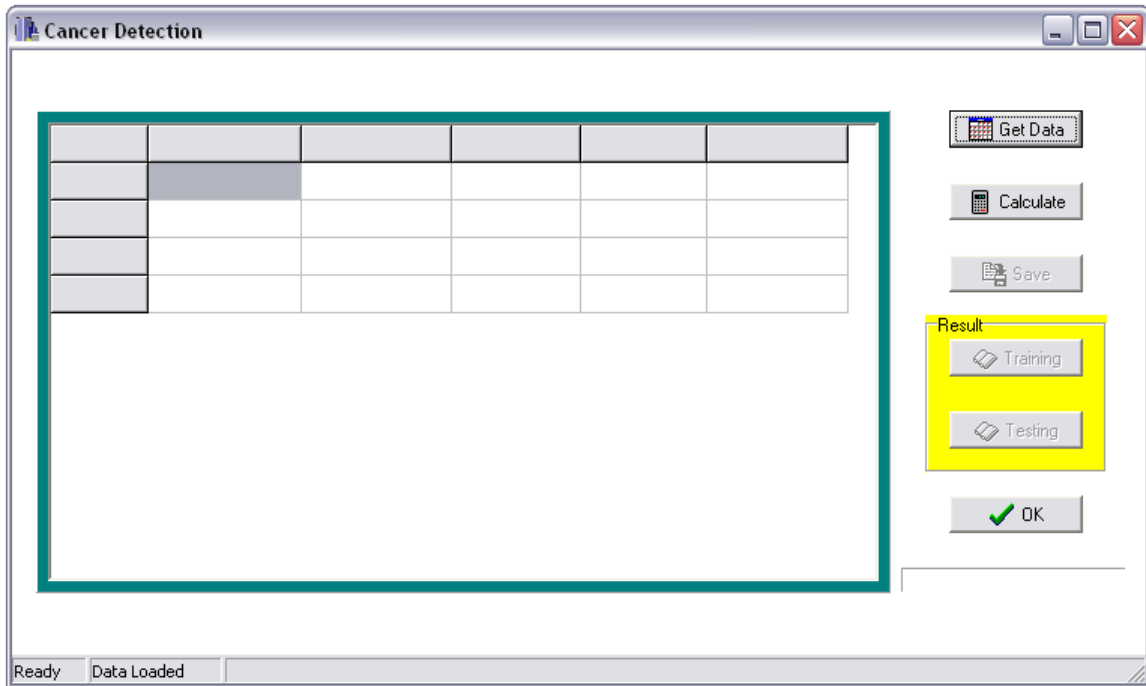 Cancer Detection
Get Data
Calculate
Save
Result
Training
Testing
OK
Ready
Data Loaded